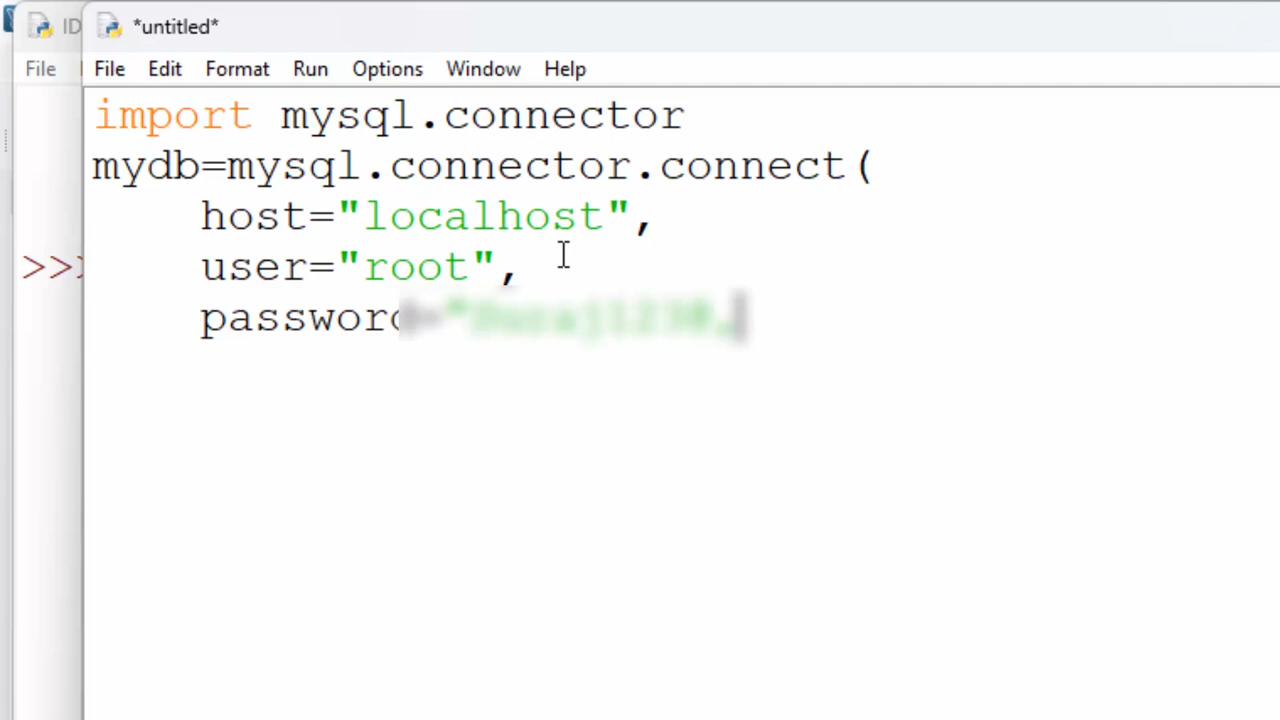 ID *untitled*
File File Edit Format Run Options Window Help
import mysql.connector
mydb=mysql.connector.connect(
host="localhost",
user="root",
>>>
password